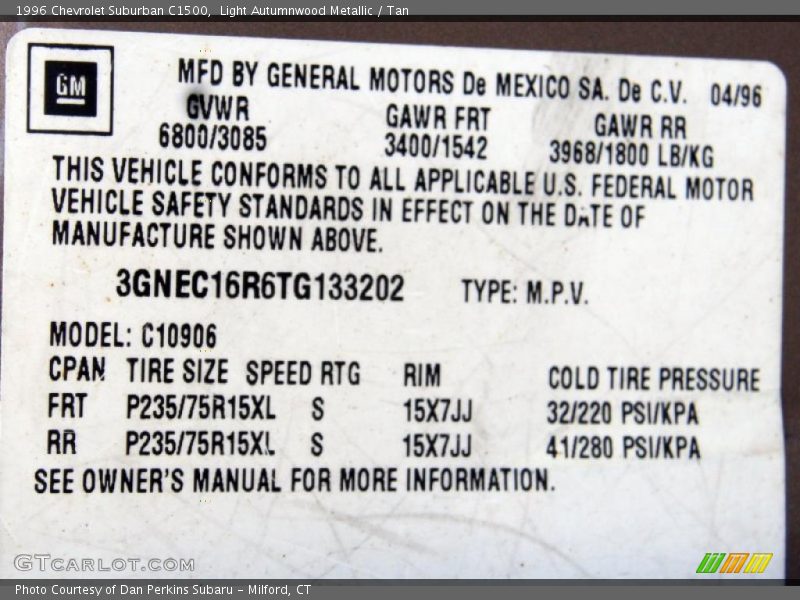 1996 Chevrolet Suburban C1500, Light Autumnwood Metallic / Tan
GM
MFD BY GENERAL MOTORS De MEXICO SA. De C.V. 04/96
GVWR GAWR FRT GAWR RR
6800/3085 3400/1542 3968/1800 LB/KG
THIS VEHICLE CONFORMS TO ALL APPLICABLE U.S. FEDERAL MOTOR
VEHICLE SAFETY STANDARDS IN EFFECT ON THE DATE OF
MANUFACTURE SHOWN ABOVE.
3GNEC16R6TG133202 TYPE: M.P.V.
MODEL: C10906
CPAN TIRE SIZE SPEED RTG RIM COLD TIRE PRESSURE
FRT P235/75R15XL S 15X7JJ 32/220 PSI/KPA
RR P235/75R15XL S 15X7JJ 41/280 PSI/KPA
SEE OWNER'S MANUAL FOR MORE INFORMATION.
GTCARLOT.COM
Photo Courtesy of Dan Perkins Subaru - Milford, CT